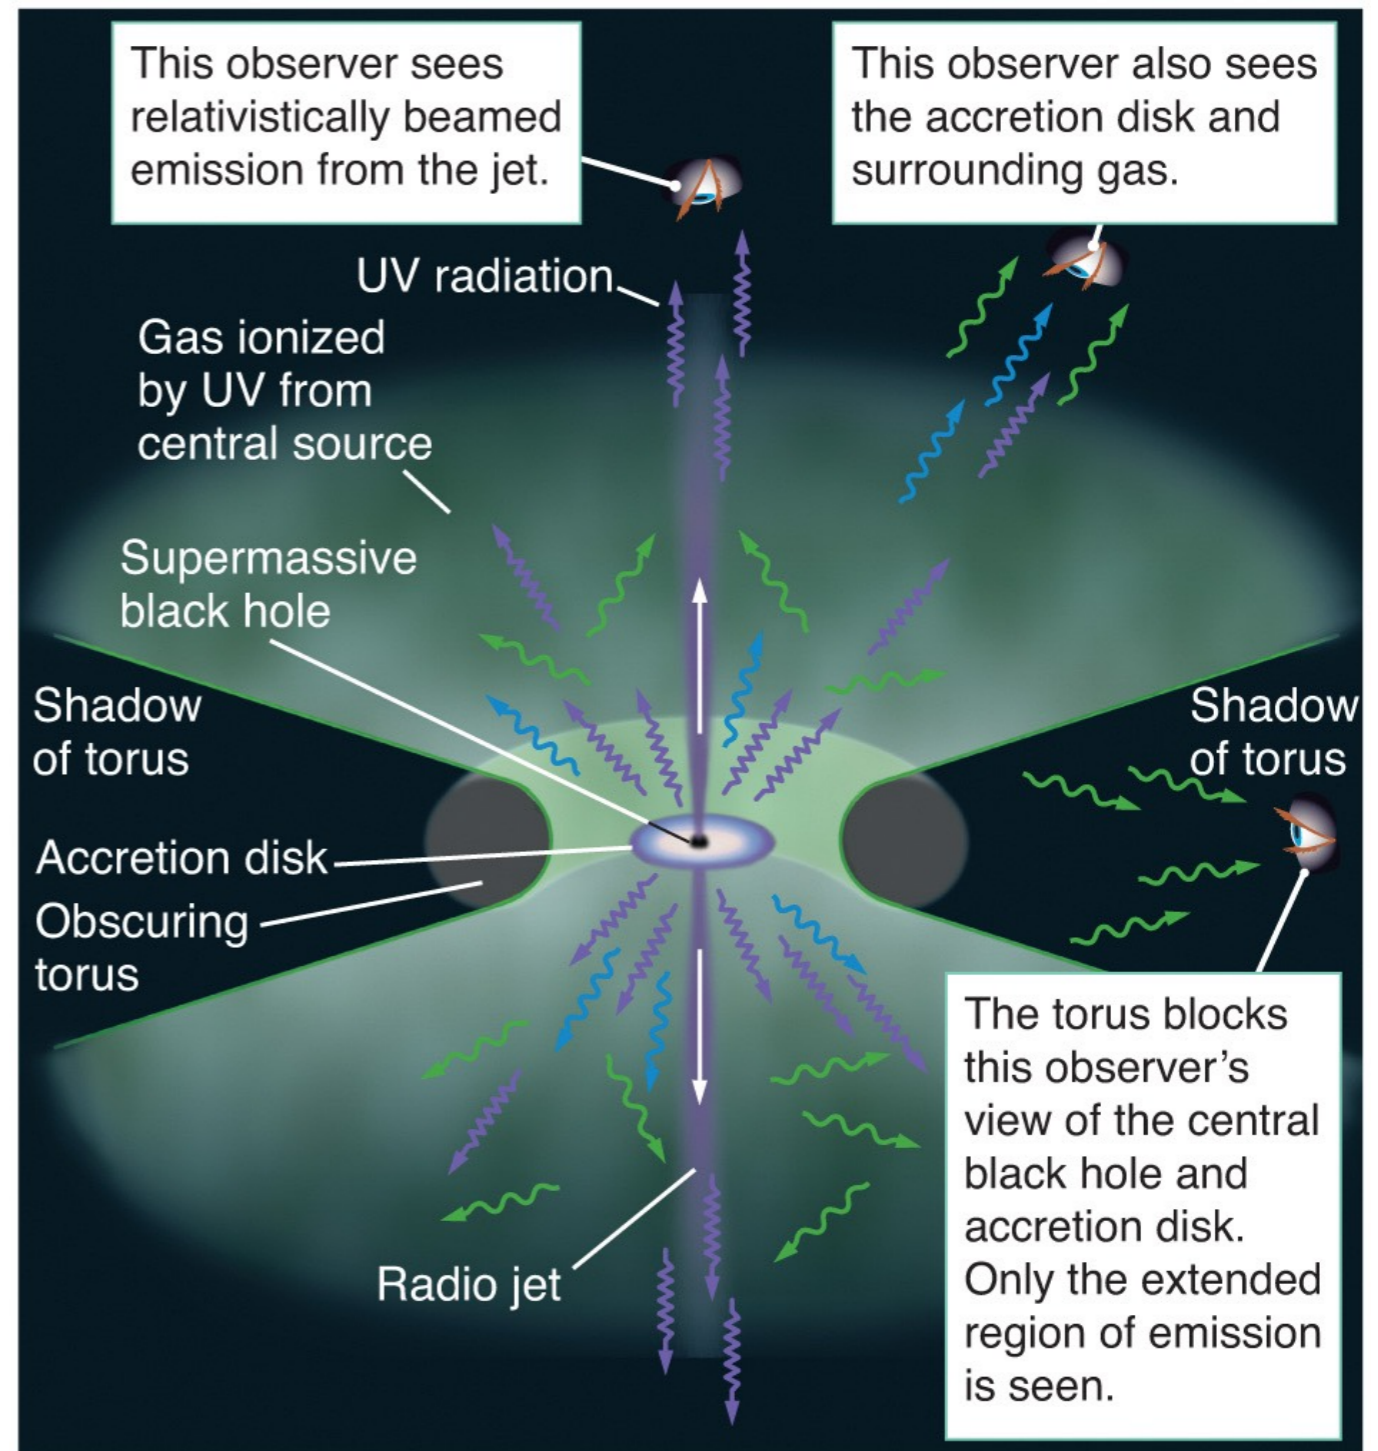 This observer sees
relativistically beamed
emission from the jet.
This observer also sees
the accretion disk and
surrounding gas.
UV radiation
Gas ionized
by UV from
central source
Supermassive
black hole
Shadow
of torus
Shadow
of torus
Accretion disk
Obscuring
torus
The torus blocks
this observer’s
view of the central
black hole and
accretion disk.
Only the extended
region of emission
is seen.
Radio jet